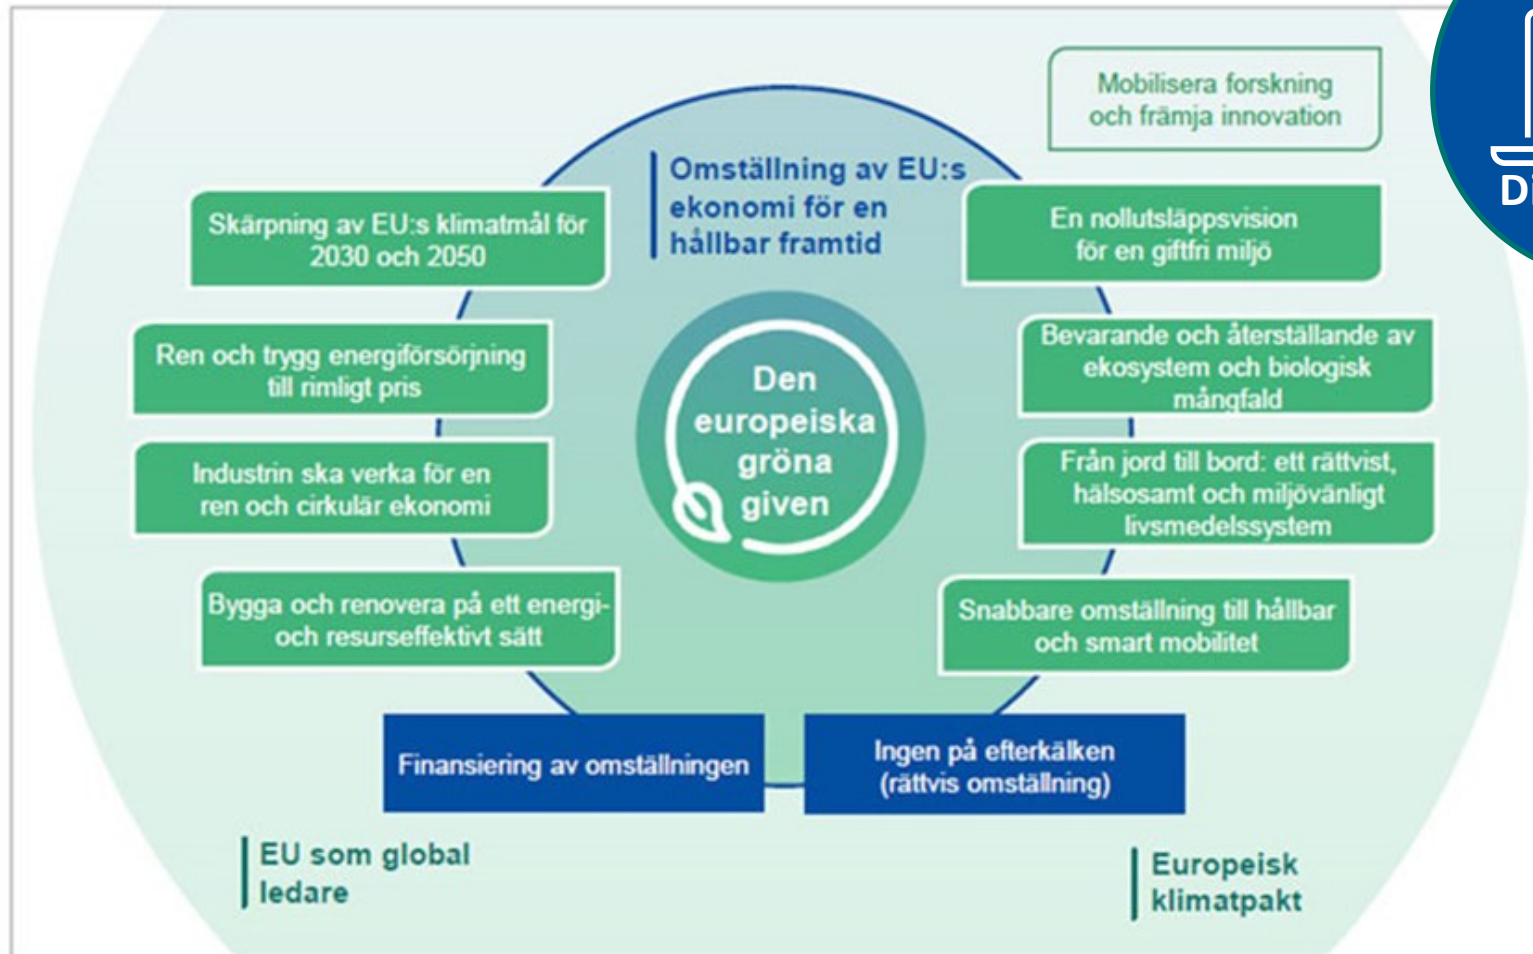 Mobilisera forskning
och främja innovation
Omställning av EU:s
ekonomi för en
hållbar framtid
Skärpning av EU:s klimatmål för
2030 och 2050
En nollutsläppsvision
för en giftfri miljö
Ren och trygg energiförsörjning
till rimligt pris
Bevarande och återställande av
ekosystem och biologisk
mångfald
Den
europeiska
gröna
given
Industrin ska verka för en
ren och cirkulär ekonomi
Från jord till bord: ett rättvist,
hälsosamt och miljövänligt
livsmedelssystem
Bygga och renovera på ett energi-
och resurseffektivt sätt
Snabbare omställning till hållbar
och smart mobilitet
Finansiering av omställningen
Ingen på efterkälken
(rättvis omställning)
EU som global
ledare
Europeisk
klimatpakt